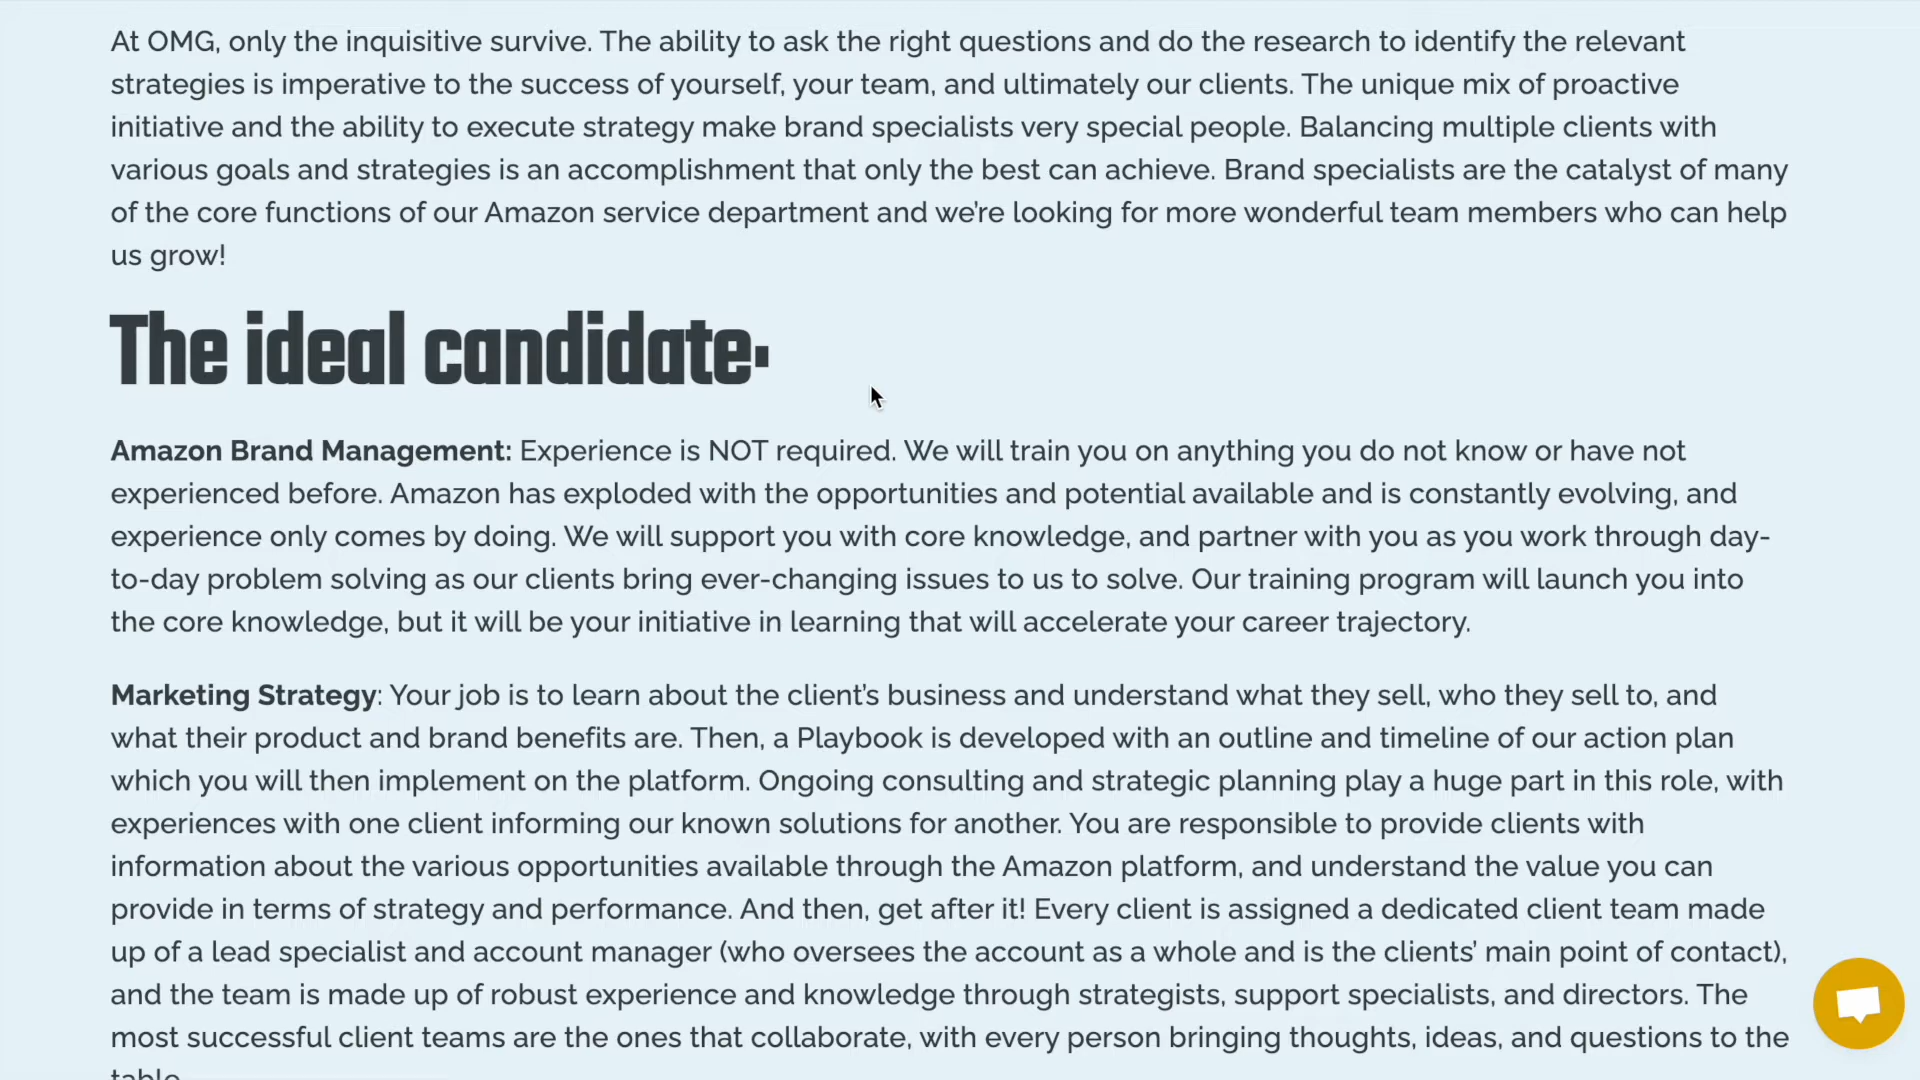 At OMG, only the inquisitive survive. The ability to ask the right questions and do the research to identify the relevant
strategies is imperative to the success of yourself, your team, and ultimately our clients. The unique mix of proactive
initiative and the ability to execute strategy make brand specialists very special people. Balancing multiple clients with
various goals and strategies is an accomplishment that only the best can achieve. Brand specialists are the catalyst of many
of the core functions of our Amazon service department and we’re looking for more wonderful team members who can help
us grow!
The ideal candidate:
Amazon Brand Management: Experience is NOT required. We will train you on anything you do not know or have not
experienced before. Amazon has exploded with the opportunities and potential available and is constantly evolving, and
experience only comes by doing. We will support you with core knowledge, and partner with you as you work through day-
to-day problem solving as our clients bring ever-changing issues to us to solve. Our training program will launch you into
the core knowledge, but it will be your initiative in learning that will accelerate your career trajectory.
Marketing Strategy: Your job is to learn about the client’s business and understand what they sell, who they sell to, and
what their product and brand benefits are. Then, a Playbook is developed with an outline and timeline of our action plan
which you will then implement on the platform. Ongoing consulting and strategic planning play a huge part in this role, with
experiences with one client informing our known solutions for another. You are responsible to provide clients with
information about the various opportunities available through the Amazon platform, and understand the value you can
provide in terms of strategy and performance. And then, get after it! Every client is assigned a dedicated client team made
up of a lead specialist and account manager (who oversees the account as a whole and is the clients’ main point of contact),
and the team is made up of robust experience and knowledge through strategists, support specialists, and directors. The
most successful client teams are the ones that collaborate, with every person bringing thoughts, ideas, and questions to the
table.